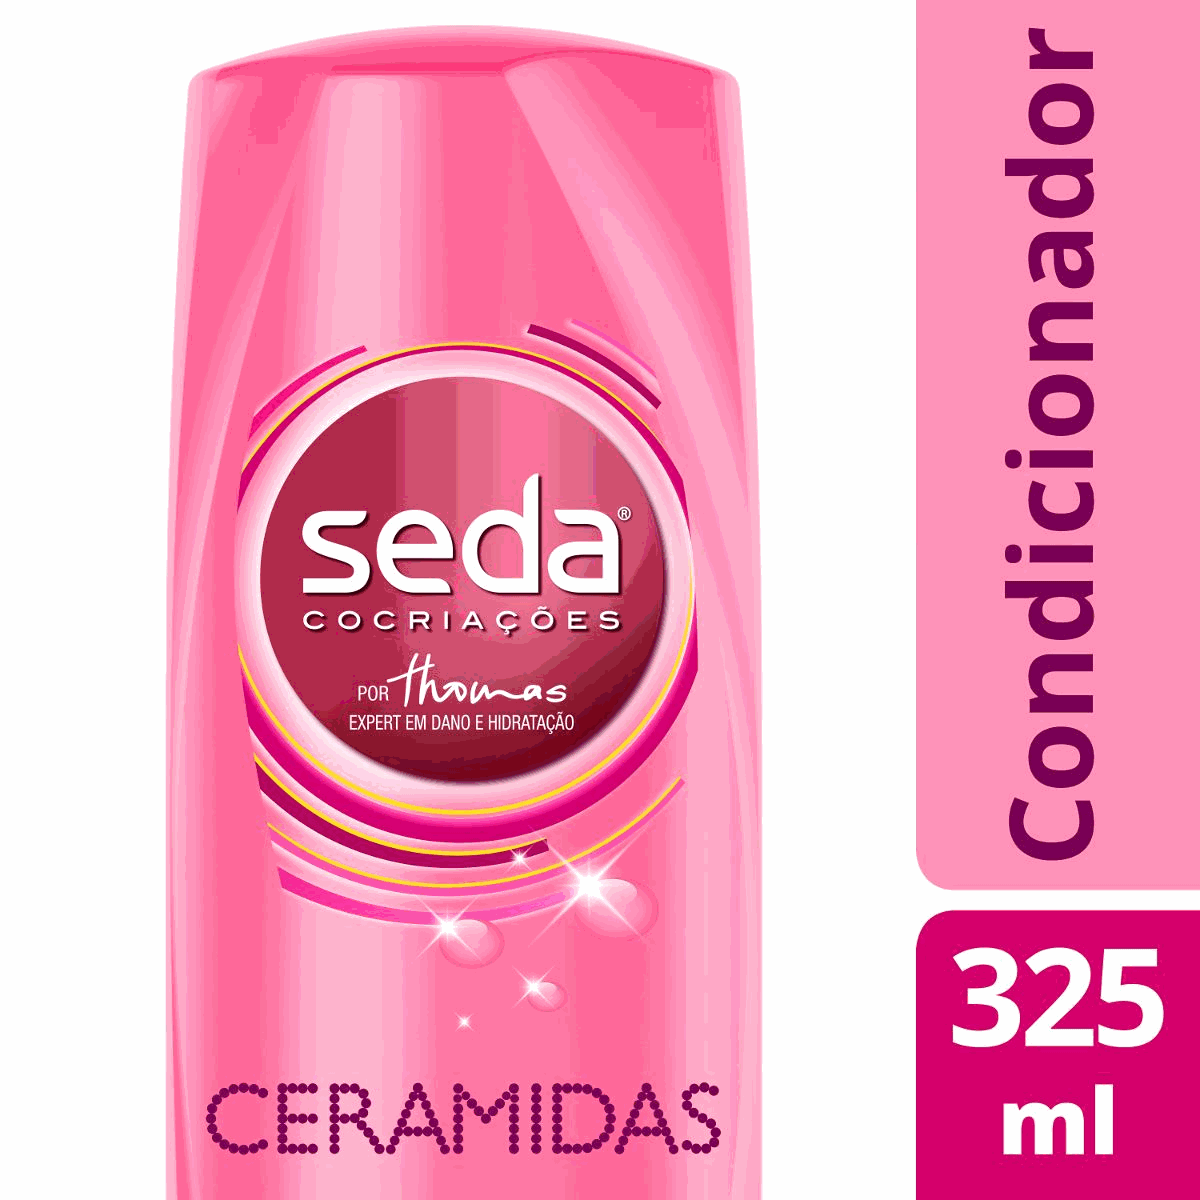 seda®
COCRIAÇÕES
POR Thomas
EXPERT EM DANO E HIDRATAÇÃO
CERAMIDAS
Condicionador
325
ml